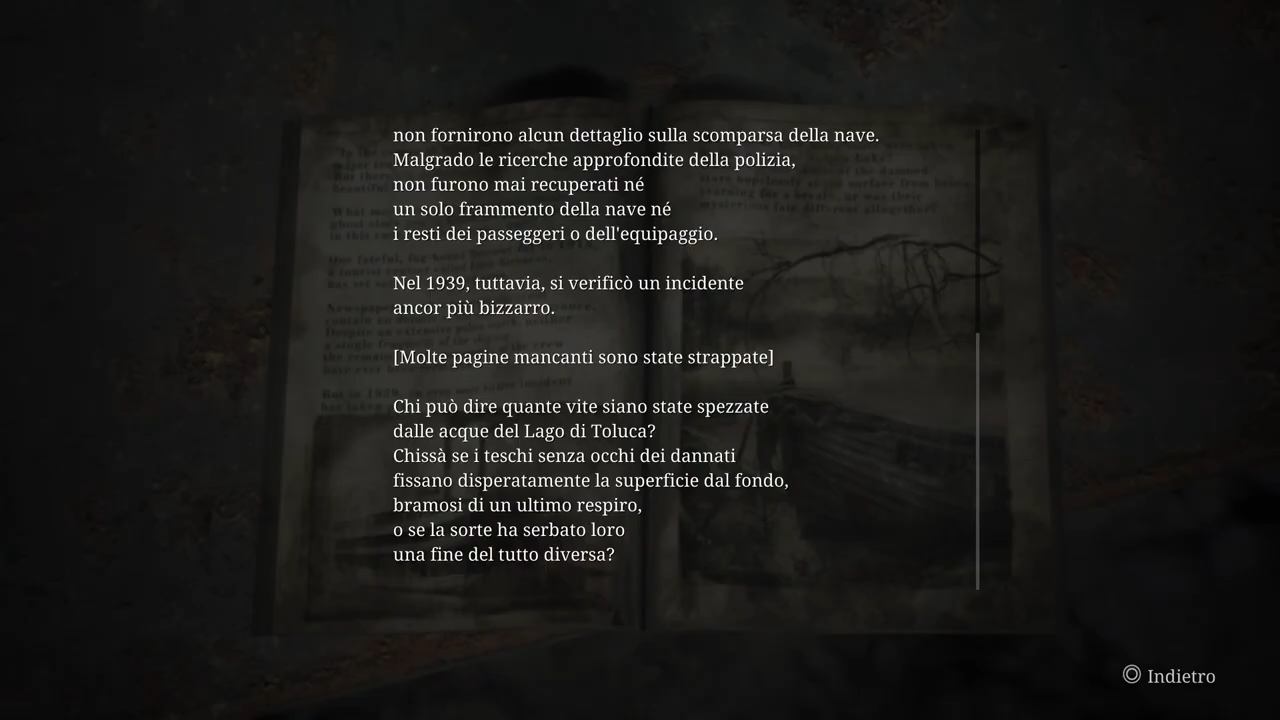 non fornirono alcun dettaglio sulla scomparsa della nave.
Malgrado le ricerche approfondite della polizia,
non furono mai recuperati né
un solo frammento della nave né
i resti dei passeggeri o dell'equipaggio.
Nel 1939, tuttavia, si verificò un incidente
ancor più bizzarro.
[Molte pagine mancanti sono state strappate]
Chi può dire quante vite siano state spezzate
dalle acque del Lago di Toluca?
Chissà se i teschi senza occhi dei dannati
fissano disperatamente la superficie dal fondo,
bramosi di un ultimo respiro,
o se la sorte ha serbato loro
una fine del tutto diversa?
Indietro